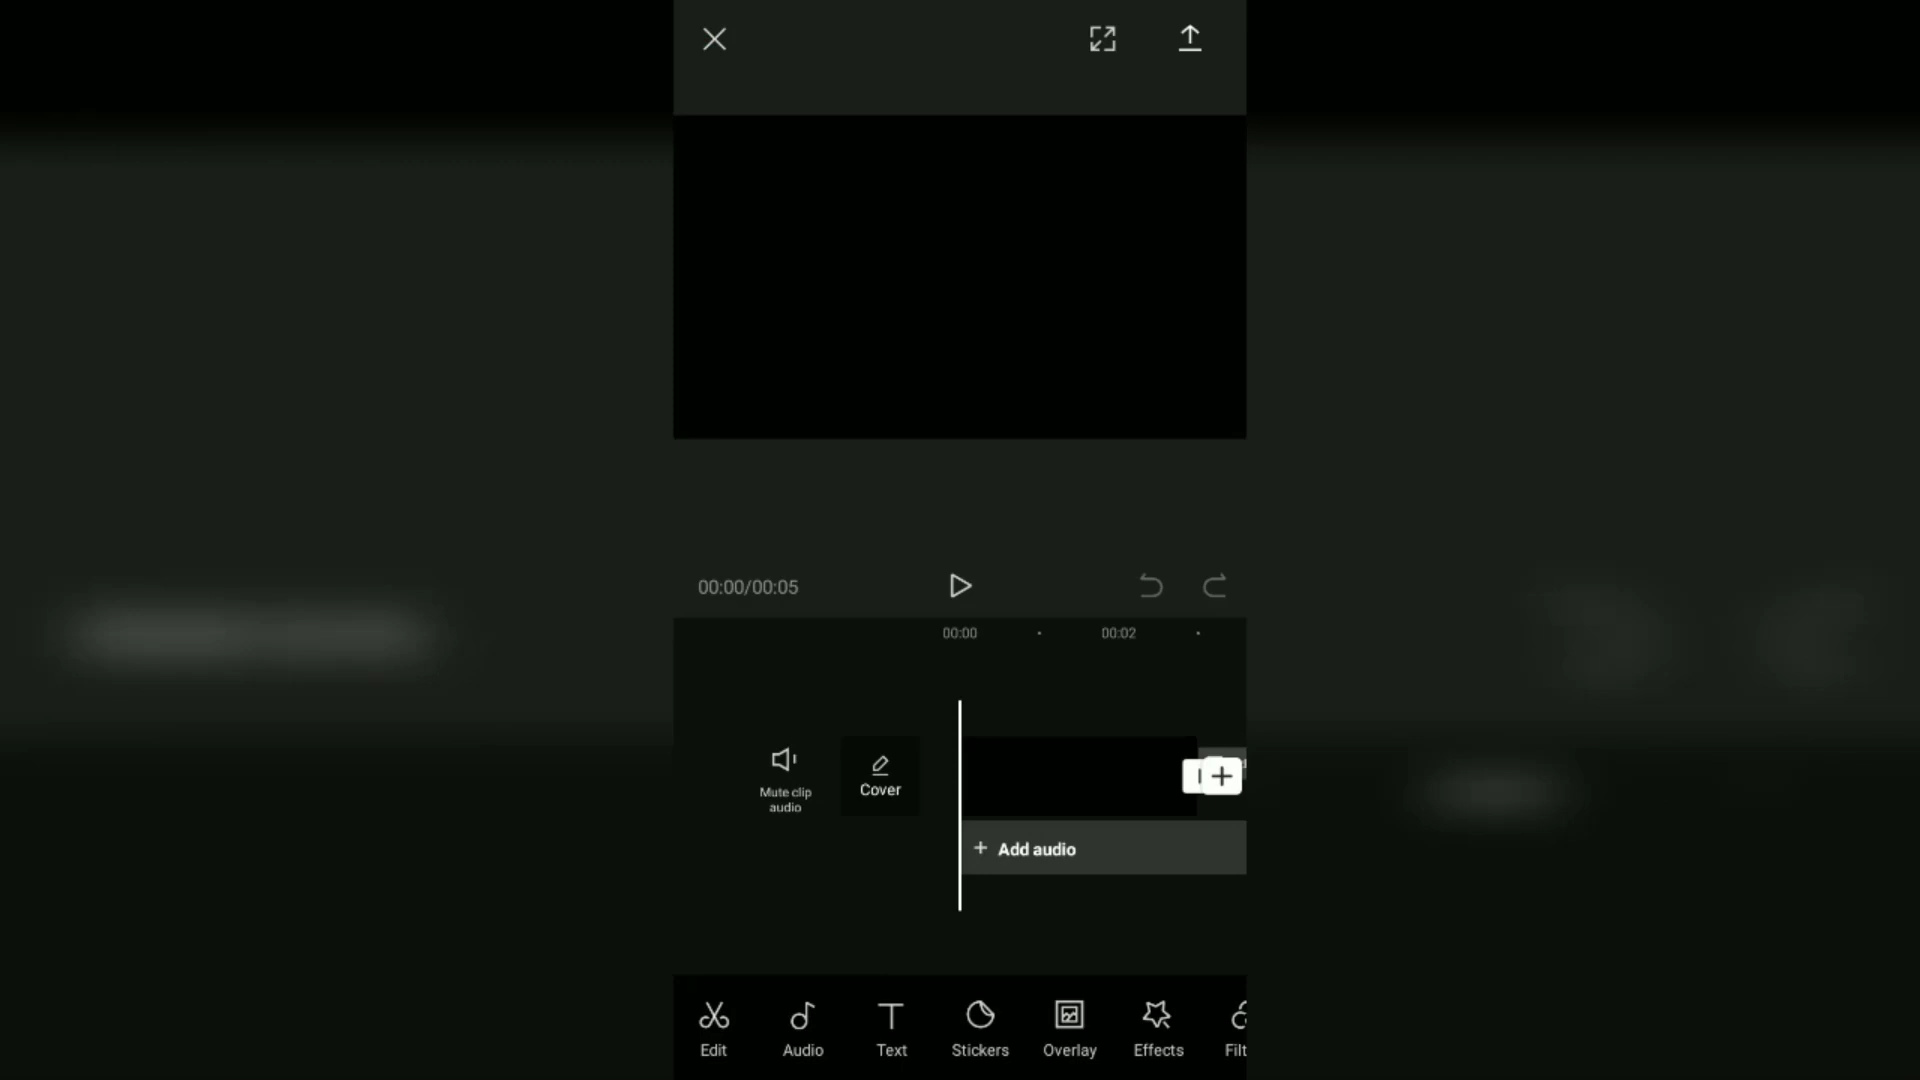 00:00/00:05
00:00
00:02
Mute clip
audio
Cover
+ Add audio
Edit
Audio
Text
Stickers
Overlay
Effects
Filt